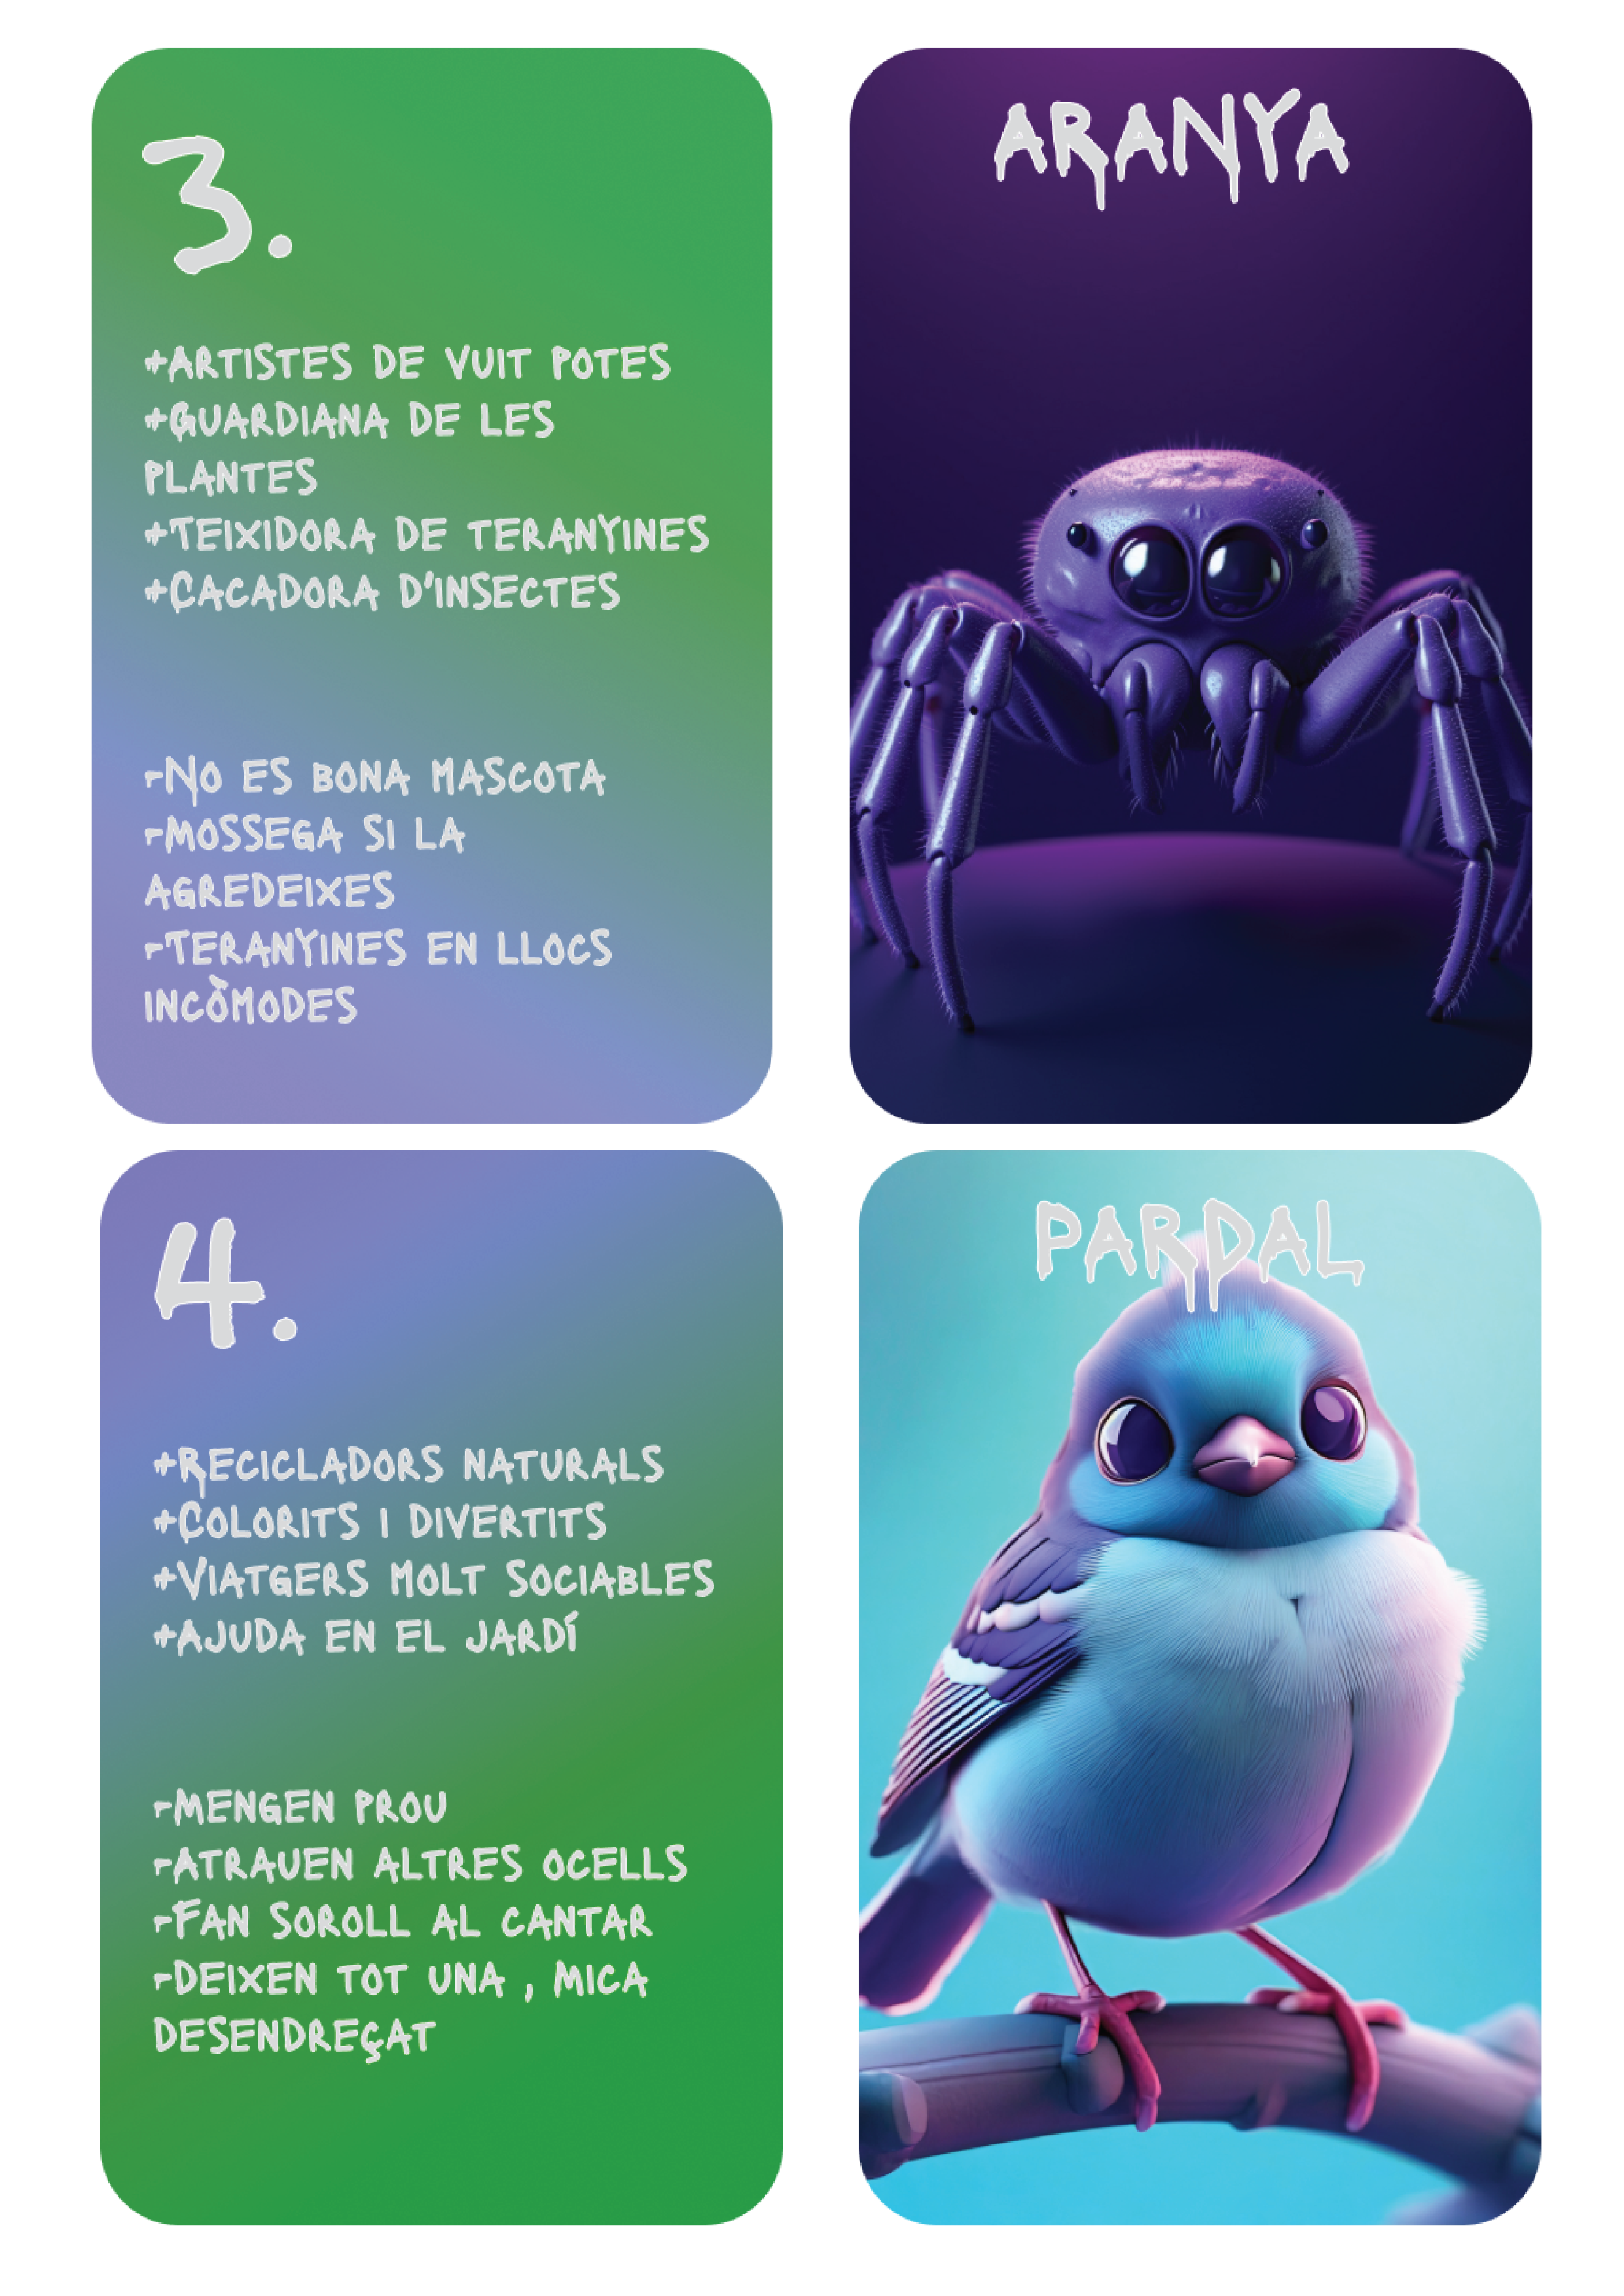 3.
+Artistes de vuit potes
+Guardiana de les
plantes
+Teixidora de teranyines
+Cacadora d'insectes
-No es bona mascota
-Mossega si la
agredeixes
-Teranyines en llocs
incòmodes
ARANYA
4.
+Recicladors naturals
+Colorits i divertits
+Viatgers molt sociables
+Ajuda en el jardí
-Mengen prou
-Atrauen altres ocells
-Fan soroll al cantar
-Deixen tot una , mica
desendreçat
PARDAL